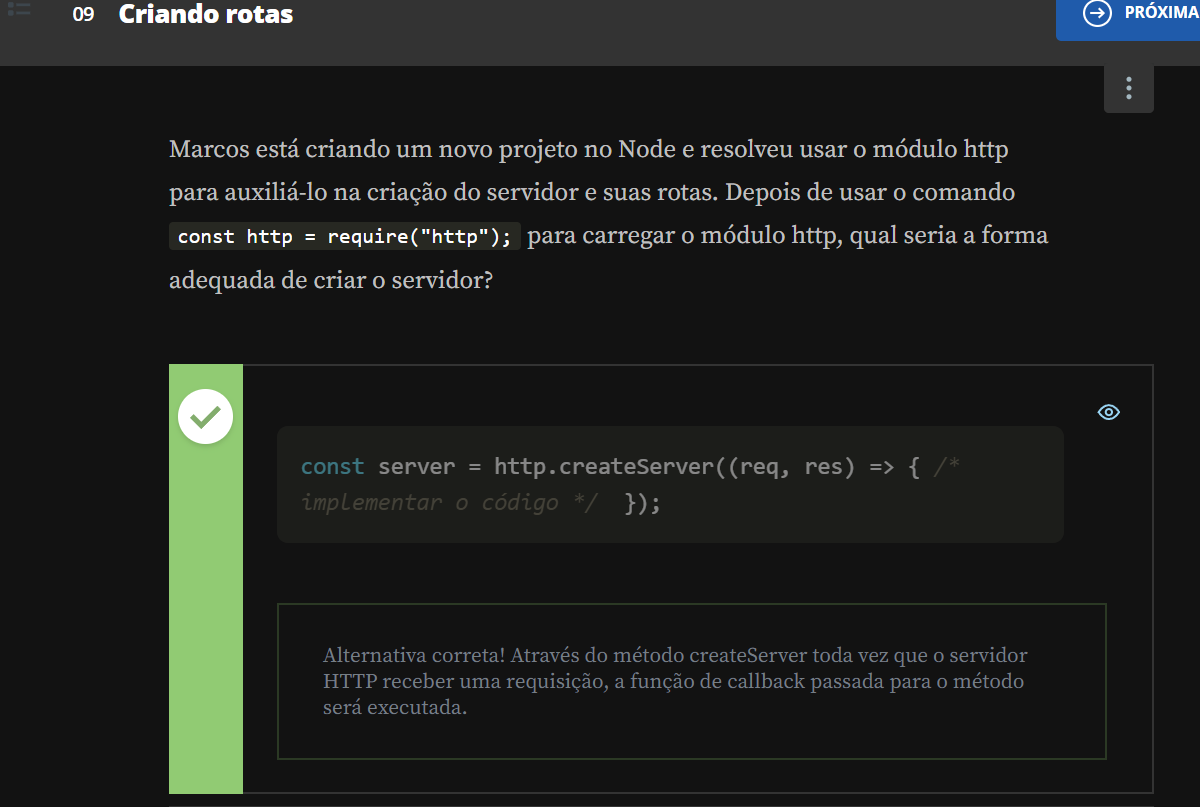 09 Criando rotas
PRÓXIMA
Marcos está criando um novo projeto no Node e resolveu usar o módulo http
para auxiliá-lo na criação do servidor e suas rotas. Depois de usar o comando
const http = require("http"); para carregar o módulo http, qual seria a forma
adequada de criar o servidor?
const server = http.createServer((req, res) => { /*
implementar o código */  });
Alternativa correta! Através do método createServer toda vez que o servidor
HTTP receber uma requisição, a função de callback passada para o método
será executada.